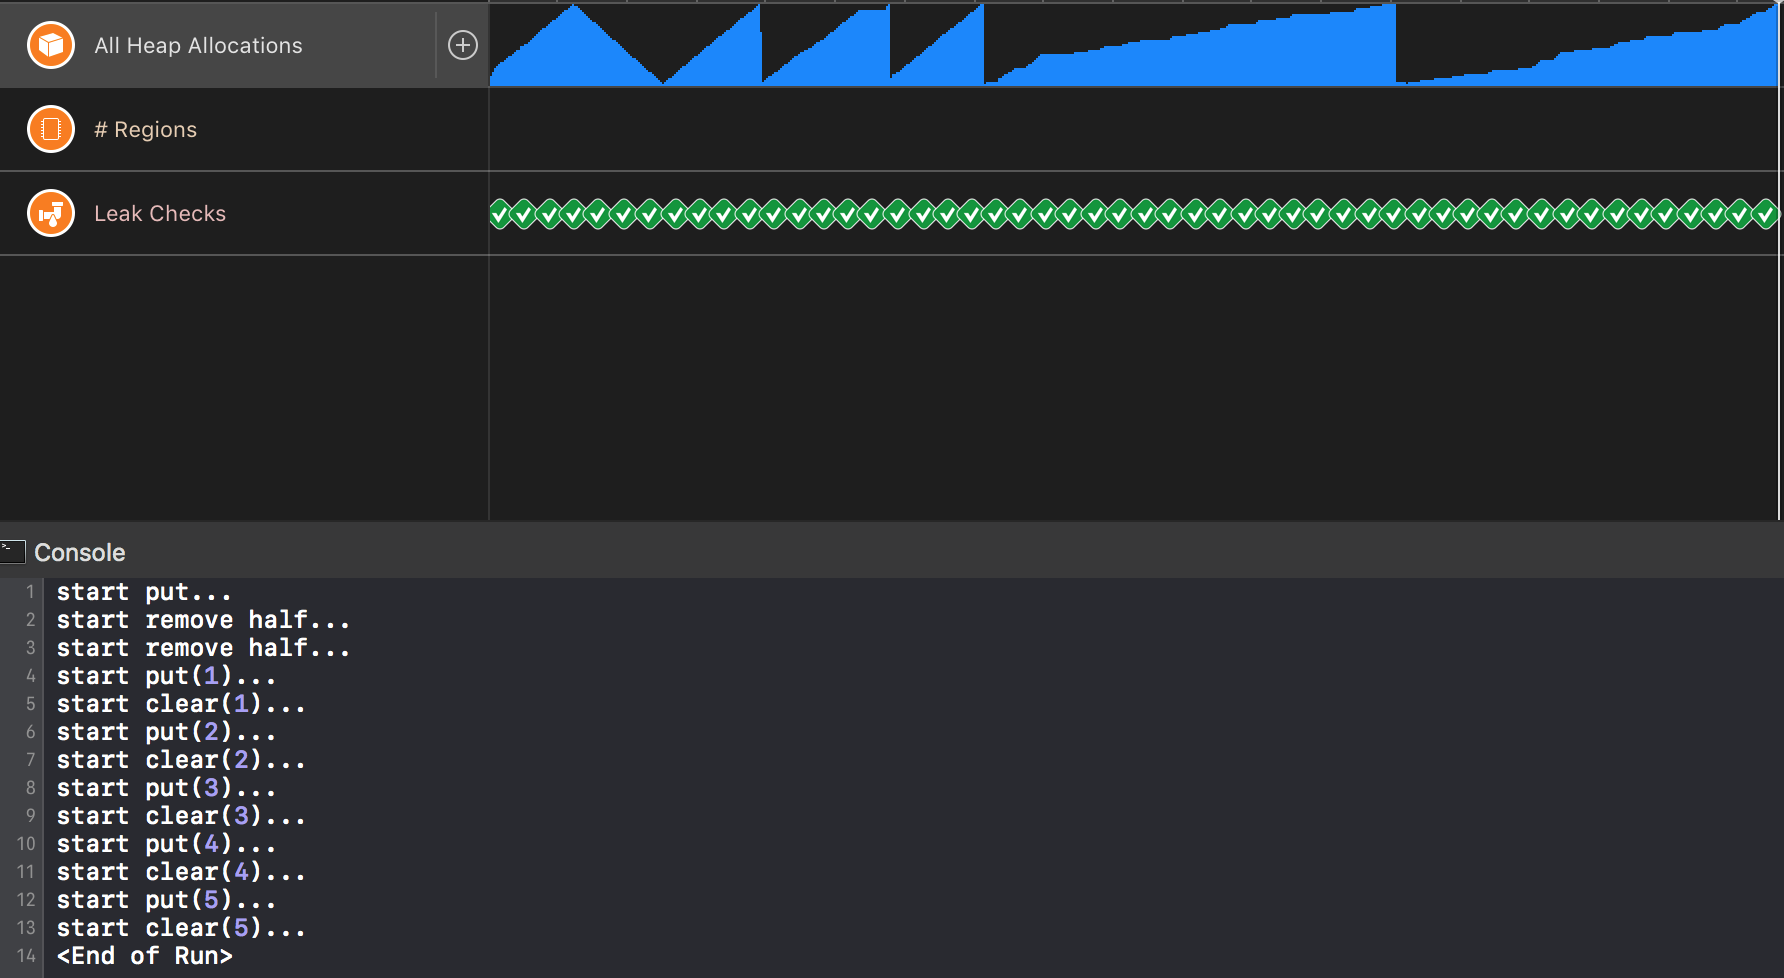 All Heap Allocations
# Regions
Leak Checks
Console
1 start put...
2 start remove half...
3 start remove half...
4 start put(1)...
5 start clear(1)...
6 start put(2)...
7 start clear(2)...
8 start put(3)...
9 start clear(3)...
10 start put(4)...
11 start clear(4)...
12 start put(5)...
13 start clear(5)...
14 <End of Run>